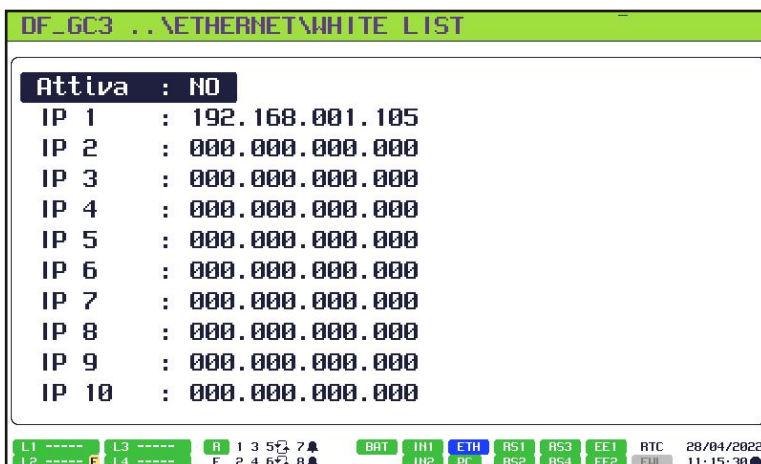 DF_GC3 ..\ETHERNET\WHITE LIST
Attiva : NO
IP 1 : 192.168.001.105
IP 2 : 000.000.000.000
IP 3 : 000.000.000.000
IP 4 : 000.000.000.000
IP 5 : 000.000.000.000
IP 6 : 000.000.000.000
IP 7 : 000.000.000.000
IP 8 : 000.000.000.000
IP 9 : 000.000.000.000
IP 10 : 000.000.000.000
L1 ----- L3 ----- R 1 3 5 7 BAT IN1 ETH RS1 RS3 EE1 RTC 28/04/2022
L2 ----- F L4 ----- 2 4 6 8 IN2 PC RS2 RS4 EE2 11:15:30